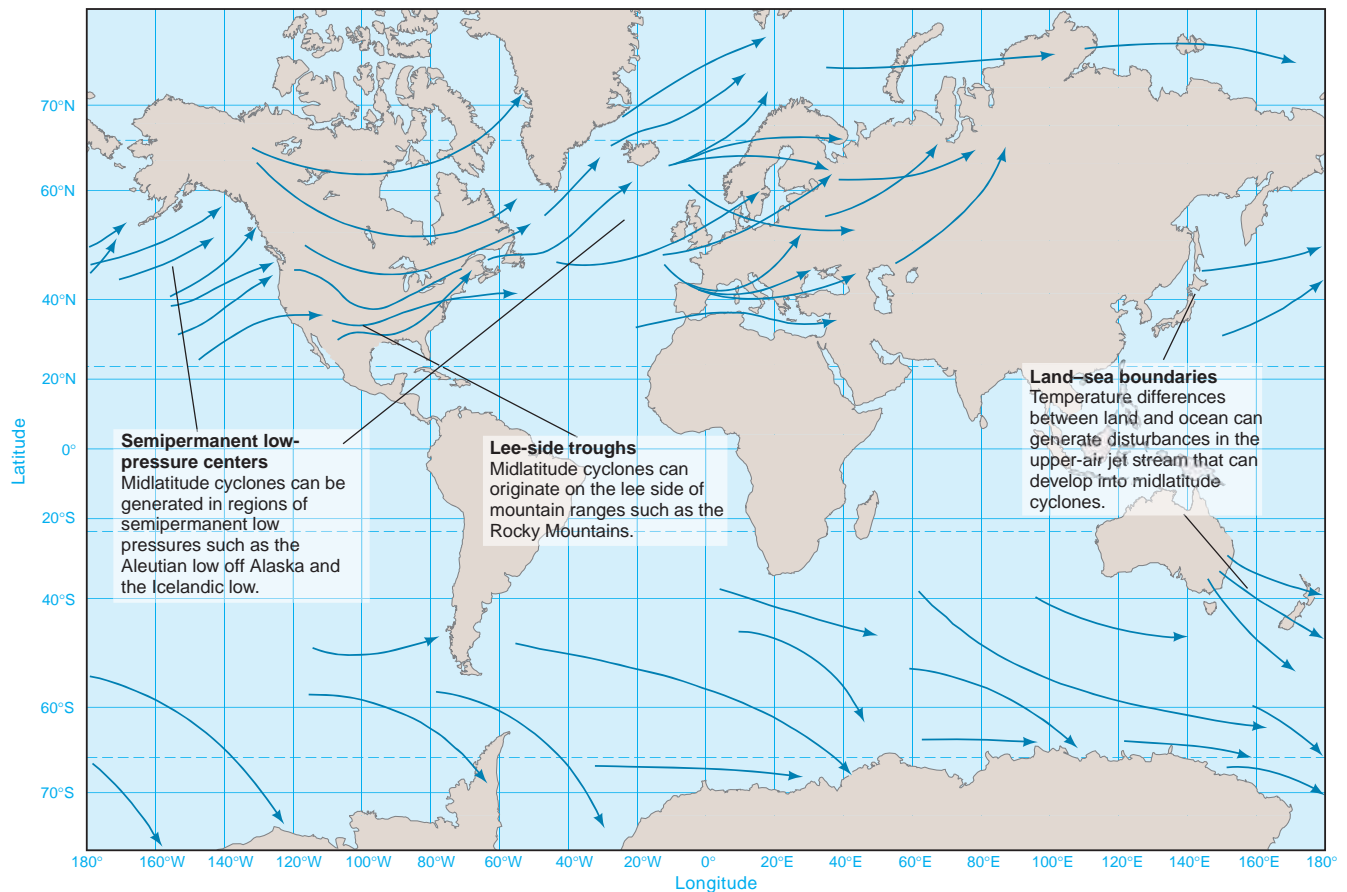 70°N
60°N
40°N
20°N
0°
20°S
40°S
60°S
70°S
Latitude
Semipermanent low-
pressure centers
Midlatitude cyclones can be
generated in regions of
semipermanent low
pressures such as the
Aleutian low off Alaska and
the Icelandic low.
Lee-side troughs
Midlatitude cyclones can
originate on the lee side of
mountain ranges such as the
Rocky Mountains.
Land–sea boundaries
Temperature differences
between land and ocean can
generate disturbances in the
upper-air jet stream that can
develop into midlatitude
cyclones.
180° 160°W 140°W 120°W 100°W 80°W 60°W 40°W 20°W 0° 20°E 40°E 60°E 80°E 100°E 120°E 140°E 160°E 180°
Longitude